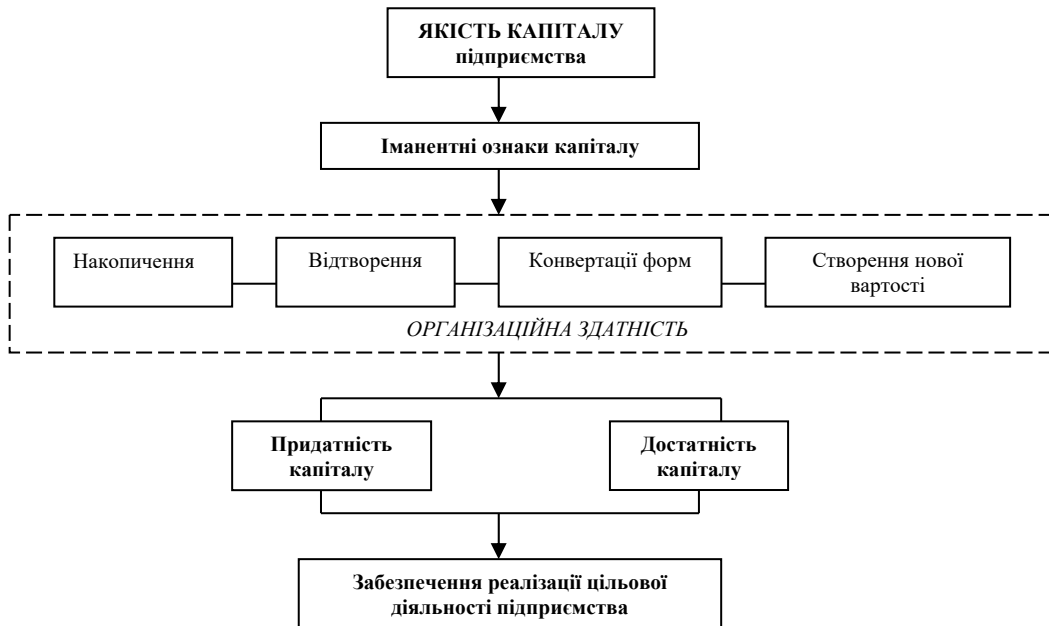 ЯКІСТЬ КАПІТАЛУ
підприємства
Іманентні ознаки капіталу
Накопичення
Відтворення
Конвертації форм
Створення нової
вартості
ОРГАНІЗАЦІЙНА ЗДАТНІСТЬ
Придатність
капіталу
Достатність
капіталу
Забезпечення реалізації цільової
діяльності підприємства